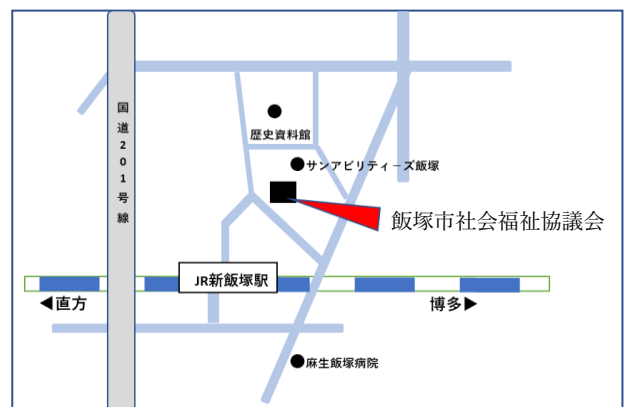 国道201号線
歴史資料館
サンアビリティーズ飯塚
飯塚市社会福祉協議会
JR新飯塚駅
◀直方
博多▶
麻生飯塚病院